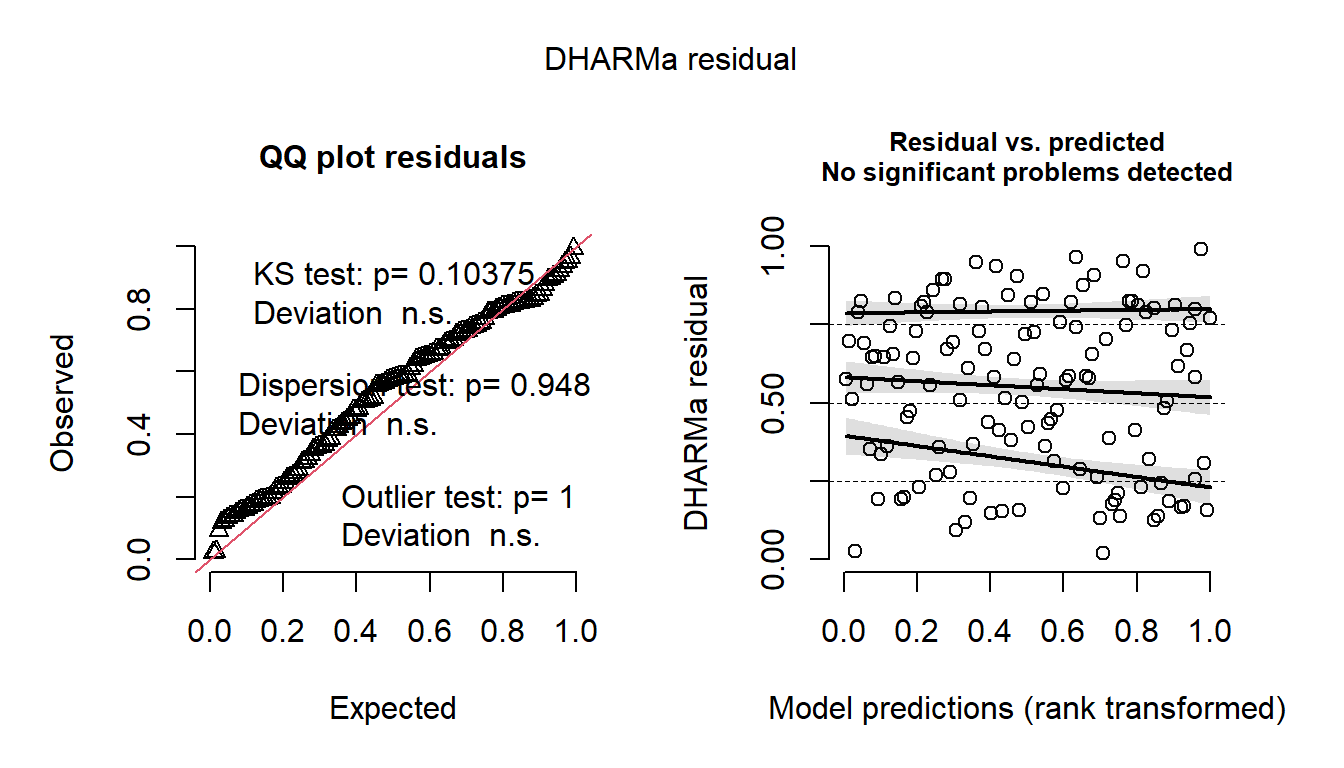 DHARMa residual
QQ plot residuals
KS test: p= 0.10375
Deviation n.s.
Dispersion test: p= 0.948
Deviation n.s.
Outlier test: p= 1
Deviation n.s.
Observed
0.0 0.4 0.8
0.0 0.2 0.4 0.6 0.8 1.0
Expected
Residual vs. predicted
No significant problems detected
DHARMa residual
0.00 0.50 1.00
0.0 0.2 0.4 0.6 0.8 1.0
Model predictions (rank transformed)